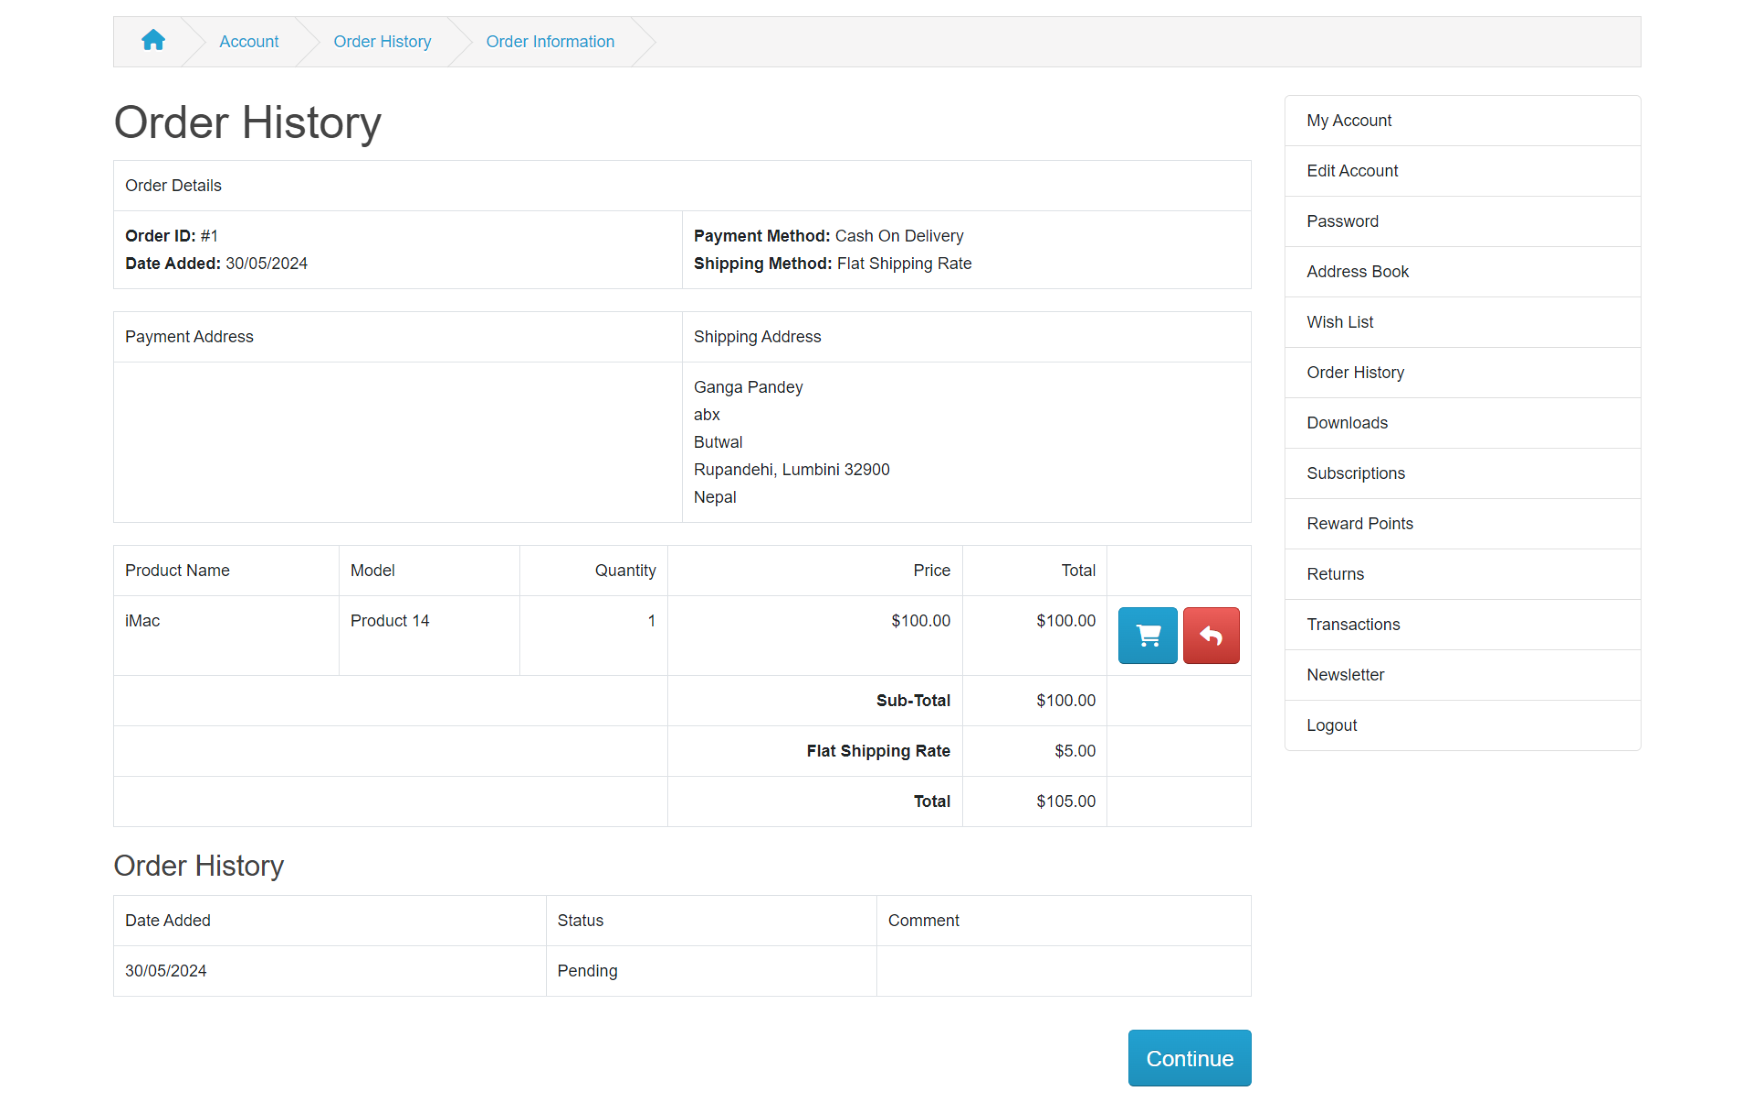 Account
Order History
Order Information
Order History
Order Details
Order ID: #1
Date Added: 30/05/2024
Payment Method: Cash On Delivery
Shipping Method: Flat Shipping Rate
Payment Address
Shipping Address
Ganga Pandey
abx
Butwal
Rupandehi, Lumbini 32900
Nepal
Product Name Model Quantity Price Total
iMac Product 14 1 $100.00 $100.00
Sub-Total $100.00
Flat Shipping Rate $5.00
Total $105.00
Order History
Date Added Status Comment
30/05/2024 Pending
Continue
My Account
Edit Account
Password
Address Book
Wish List
Order History
Downloads
Subscriptions
Reward Points
Returns
Transactions
Newsletter
Logout